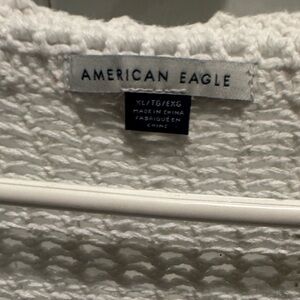 AMERICAN EAGLE
XL/TG/EXG
MADE IN CHINA
FABRIQUÉ EN
CHINE